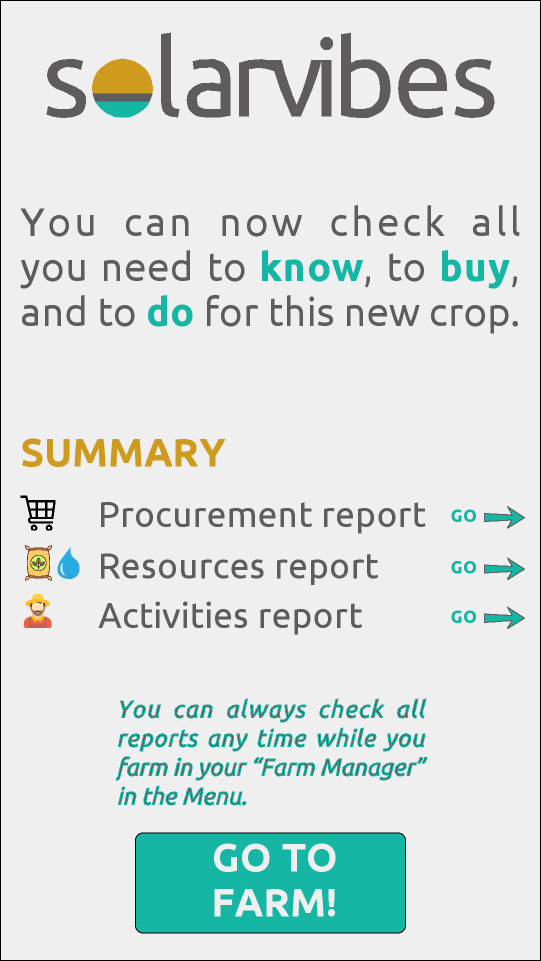 solarvibes
You can now check all
you need to know, to buy,
and to do for this new crop.
SUMMARY
Procurement report GO
Resources report GO
Activities report GO
You can always check all
reports any time while you
farm in your “Farm Manager”
in the Menu.
GO TO
FARM!